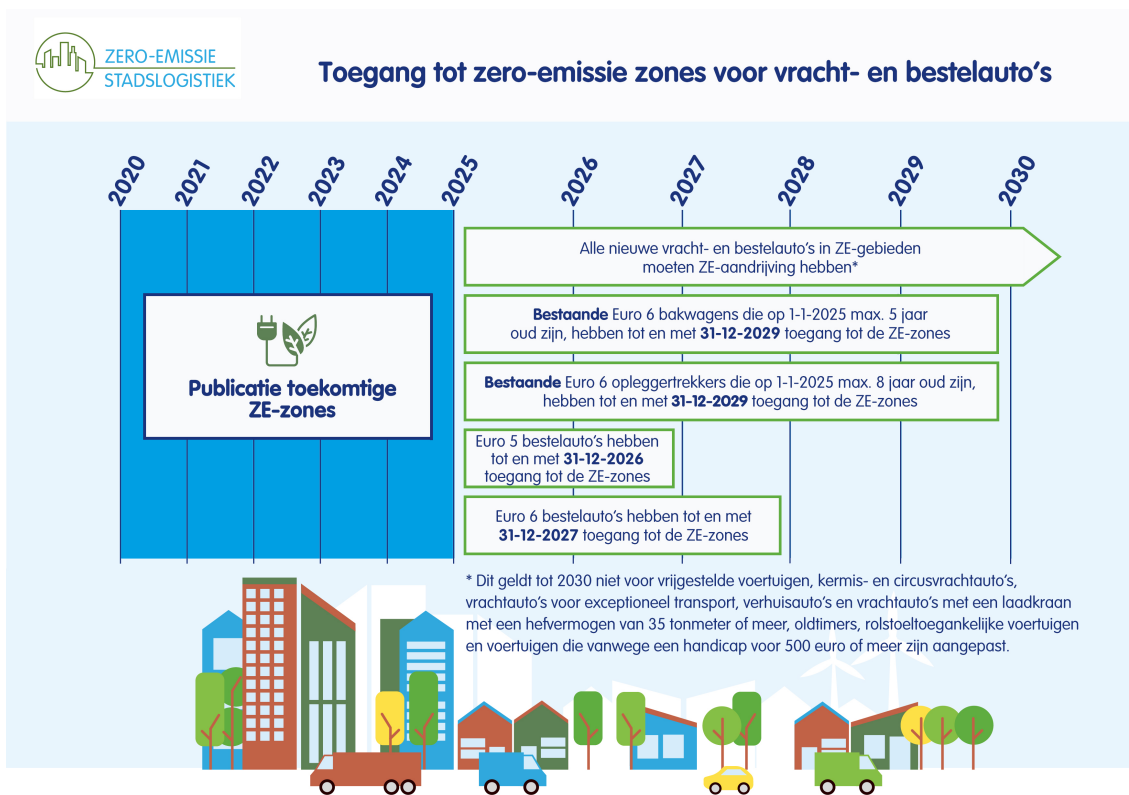 ZERO-EMISSIE
STADSLOGISTIEK
Toegang tot zero-emissie zones voor vracht- en bestelauto's
2020
2021
2022
2023
2024
2025
2026
2027
2028
2029
2030
Publicatie toekomtige
ZE-zones
Alle nieuwe vracht- en bestelauto's in ZE-gebieden
moeten ZE-aandrijving hebben*
Bestaande Euro 6 bakwagens die op 1-1-2025 max. 5 jaar
oud zijn, hebben tot en met 31-12-2029 toegang tot de ZE-zones
Bestaande Euro 6 opleggertrekkers die op 1-1-2025 max. 8 jaar oud zijn,
hebben tot en met 31-12-2029 toegang tot de ZE-zones
Euro 5 bestelauto's hebben
tot en met 31-12-2026
toegang tot de ZE-zones
Euro 6 bestelauto's hebben tot en met
31-12-2027 toegang tot de ZE-zones
* Dit geldt tot 2030 niet voor vrijgestelde voertuigen, kermis- en circusvrachtauto's,
vrachtauto's voor exceptioneel transport, verhuisauto's en vrachtauto's met een laadkraan
met een hefvermogen van 35 tonmeter of meer, oldtimers, rolstoeltoegankelijke voertuigen
en voertuigen die vanwege een handicap voor 500 euro of meer zijn aangepast.